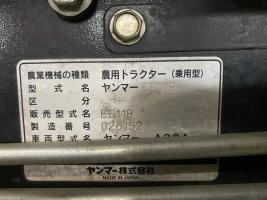 農業機械の種類 農用トラクター（乗用型）
型式名 ヤンマー
区分
販売型式名 EG118
製造番号 026152
車両型式名 ヤンマー
ヤンマー株式会社
MADE IN JAPAN